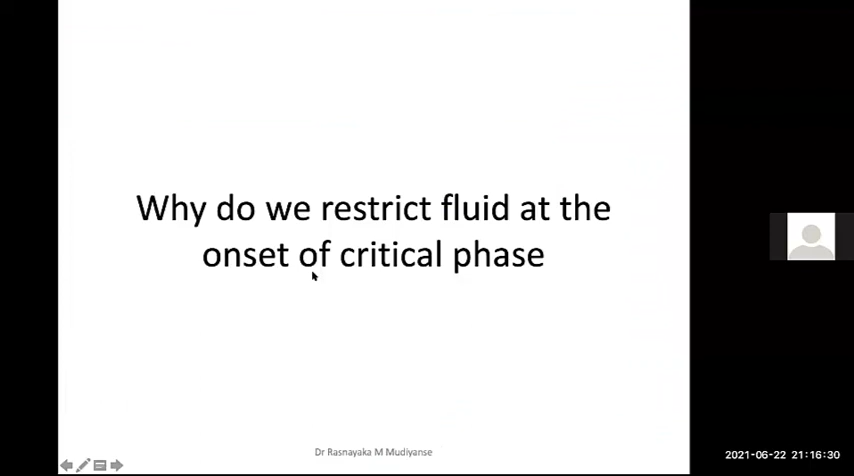 Why do we restrict fluid at the
onset of critical phase
Dr Rasnayaka M Mudiyanse
2021-06-22 21:16:30